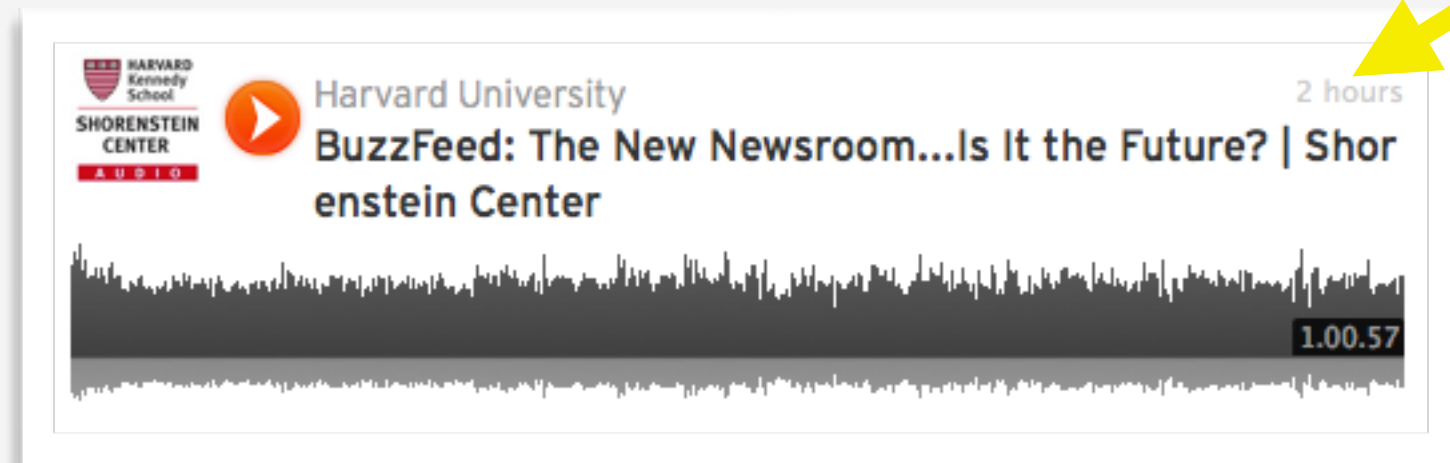 HARVARD
Kennedy
School
SHORENSTEIN
CENTER
AUDIO
Harvard University
2 hours
BuzzFeed: The New Newsroom...Is It the Future? | Shor
enstein Center
1.00.57